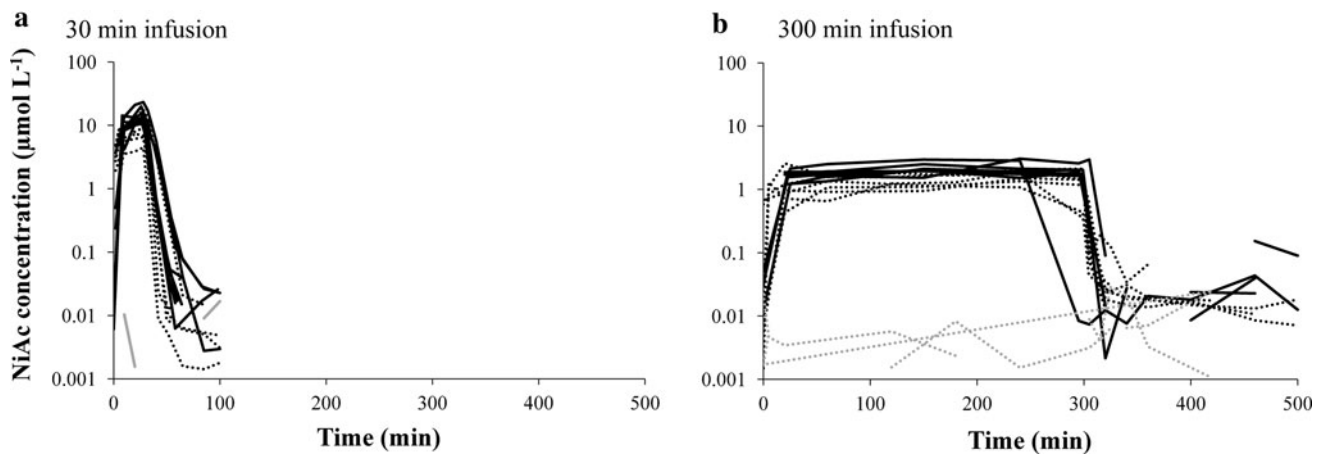 a 30 min infusion
NiAc concentration (µmol L-1)
100
10
1
0.1
0.01
0.001
0 100 200 300 400 500
Time (min)
b 300 min infusion
100
10
1
0.1
0.01
0.001
0 100 200 300 400 500
Time (min)